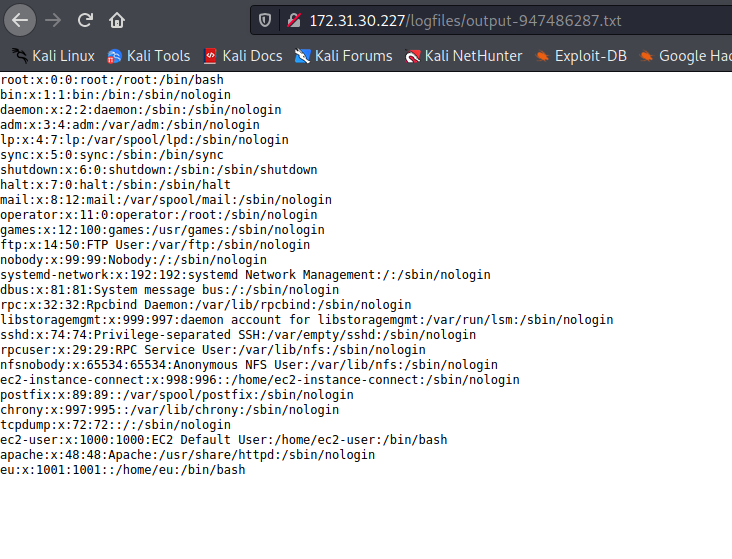 172.31.30.227/logfiles/output-947486287.txt
Kali Linux Kali Tools Kali Docs Kali Forums Kali NetHunter Exploit-DB Google Hac
root:x:0:0:root:/root:/bin/bash
bin:x:1:1:bin:/bin:/sbin/nologin
daemon:x:2:2:daemon:/sbin:/sbin/nologin
adm:x:3:4:adm:/var/adm:/sbin/nologin
lp:x:4:7:lp:/var/spool/lpd:/sbin/nologin
sync:x:5:0:sync:/sbin:/bin/sync
shutdown:x:6:0:shutdown:/sbin:/sbin/shutdown
halt:x:7:0:halt:/sbin:/sbin/halt
mail:x:8:12:mail:/var/spool/mail:/sbin/nologin
operator:x:11:0:operator:/root:/sbin/nologin
games:x:12:100:games:/usr/games:/sbin/nologin
ftp:x:14:50:FTP User:/var/ftp:/sbin/nologin
nobody:x:99:99:Nobody:/:/sbin/nologin
systemd-network:x:192:192:systemd Network Management:/:/sbin/nologin
dbus:x:81:81:System message bus:/:/sbin/nologin
rpc:x:32:32:Rpcbind Daemon:/var/lib/rpcbind:/sbin/nologin
libstoragemgmt:x:999:997:daemon account for libstoragemgmt:/var/run/lsm:/sbin/nologin
sshd:x:74:74:Privilege-separated SSH:/var/empty/sshd:/sbin/nologin
rpcuser:x:29:29:RPC Service User:/var/lib/nfs:/sbin/nologin
nfsnobody:x:65534:65534:Anonymous NFS User:/var/lib/nfs:/sbin/nologin
ec2-instance-connect:x:998:996::/home/ec2-instance-connect:/sbin/nologin
postfix:x:89:89::/var/spool/postfix:/sbin/nologin
chrony:x:997:995::/var/lib/chrony:/sbin/nologin
tcpdump:x:72:72::/:/sbin/nologin
ec2-user:x:1000:1000:EC2 Default User:/home/ec2-user:/bin/bash
apache:x:48:48:Apache:/usr/share/httpd:/sbin/nologin
eu:x:1001:1001::/home/eu:/bin/bash